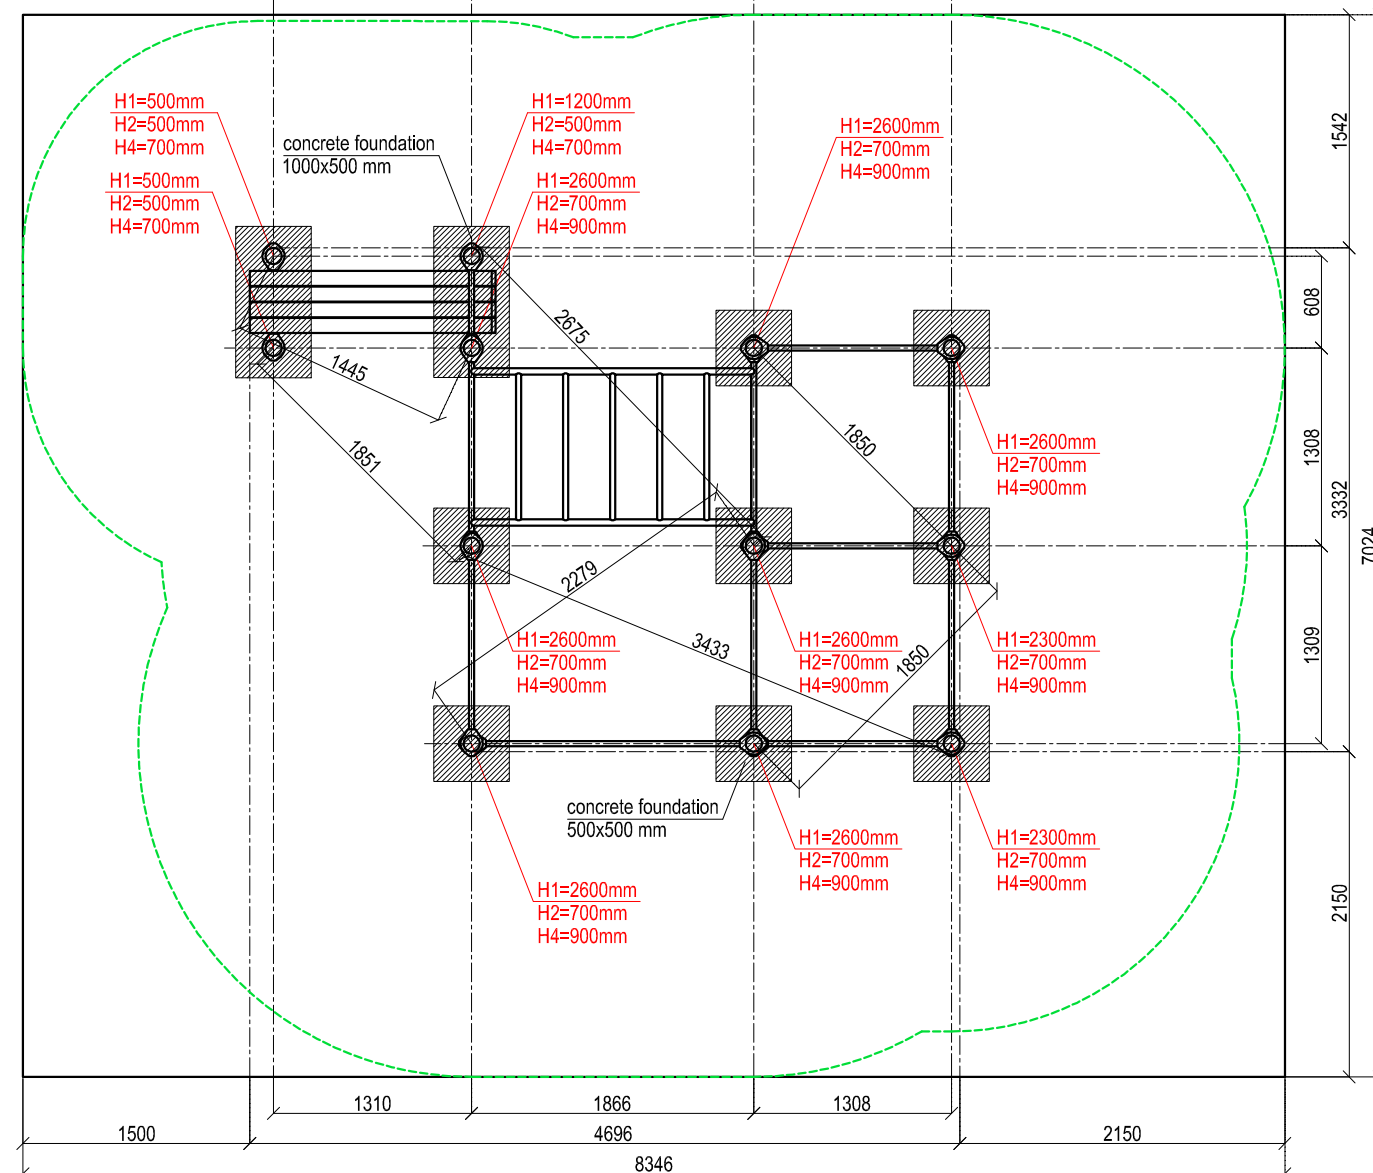 H1=500mm
H2=500mm
H4=700mm
H1=500mm
H2=500mm
H4=700mm
concrete foundation
1000x500 mm
H1=1200mm
H2=500mm
H4=700mm
H1=2600mm
H2=700mm
H4=900mm
H1=2600mm
H2=700mm
H4=900mm
1542
608
2675
1445
1851
1850
H1=2600mm
H2=700mm
H4=900mm
1308
3332
7024
2279
3433
1850
H1=2600mm
H2=700mm
H4=900mm
H1=2600mm
H2=700mm
H4=900mm
H1=2300mm
H2=700mm
H4=900mm
1309
concrete foundation
500x500 mm
H1=2600mm
H2=700mm
H4=900mm
H1=2300mm
H2=700mm
H4=900mm
H1=2600mm
H2=700mm
H4=900mm
2150
1310
1866
1308
1500
4696
2150
8346